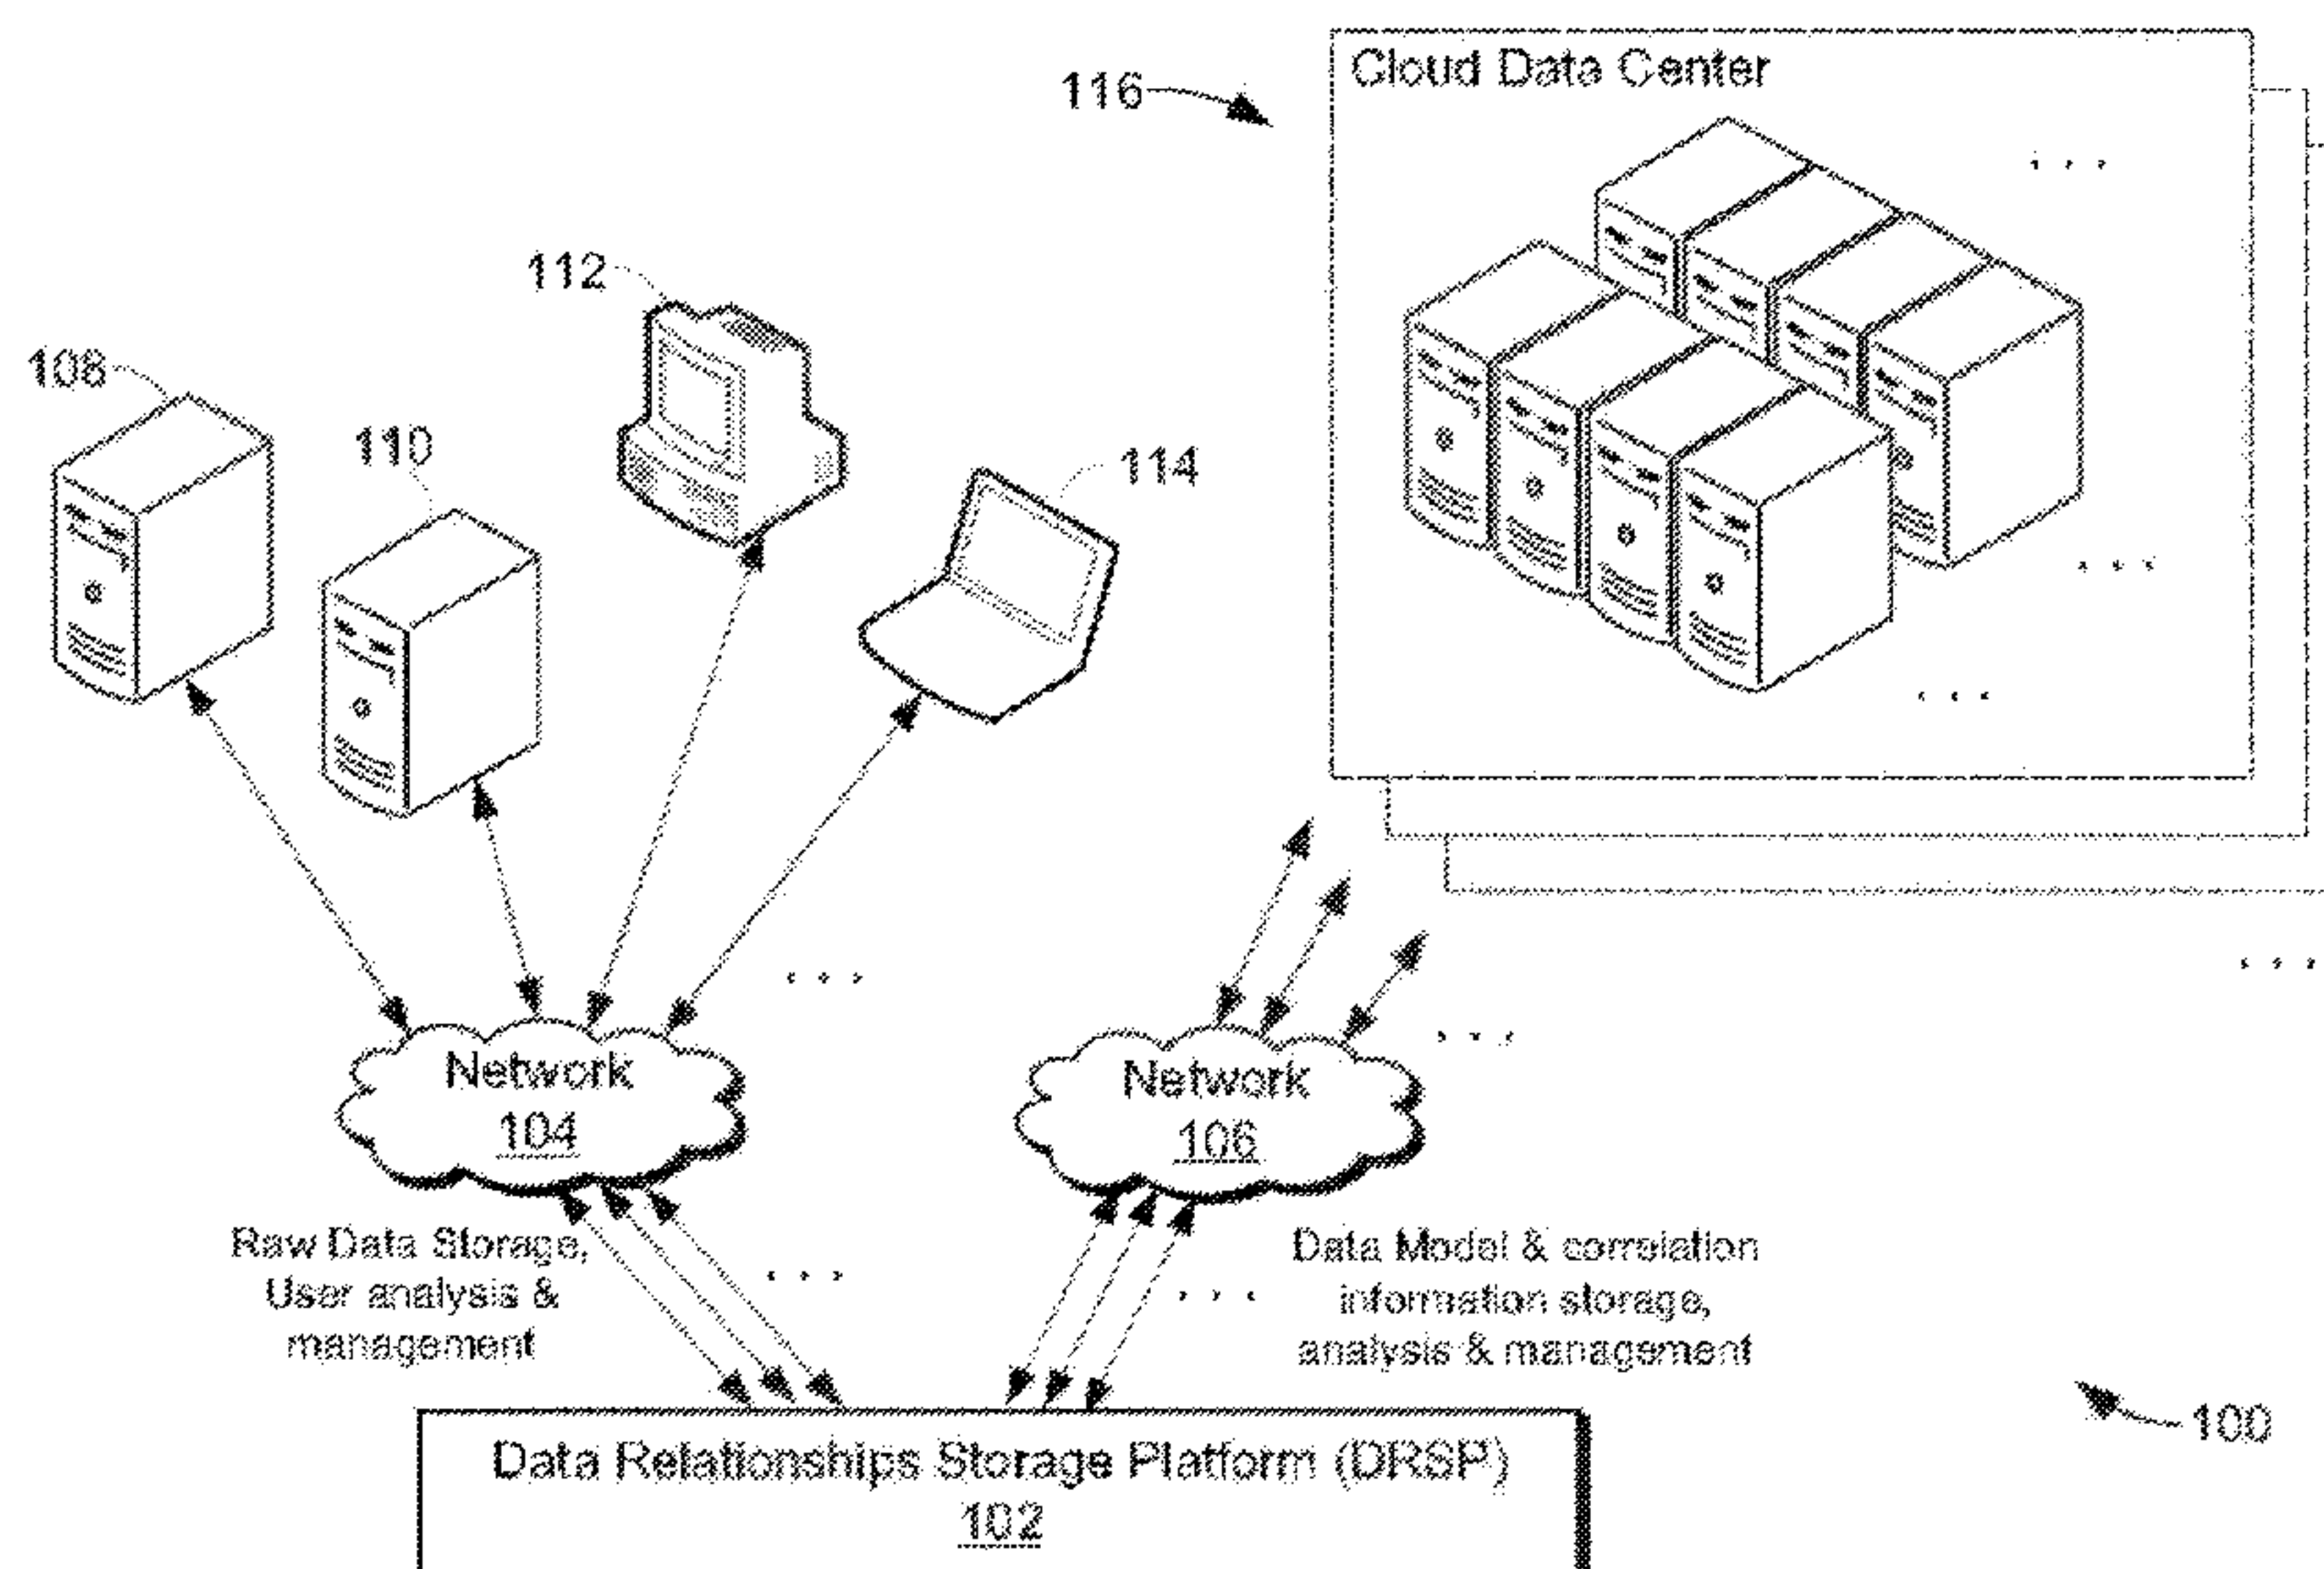 116
Cloud Data Center
112
108
110
114
Network
104
Network
106
Raw Data Storage,
User analysis &
management
Data Model & correlation
information storage,
analysis & management
100
Data Relationships Storage Platform (DRSP)
102